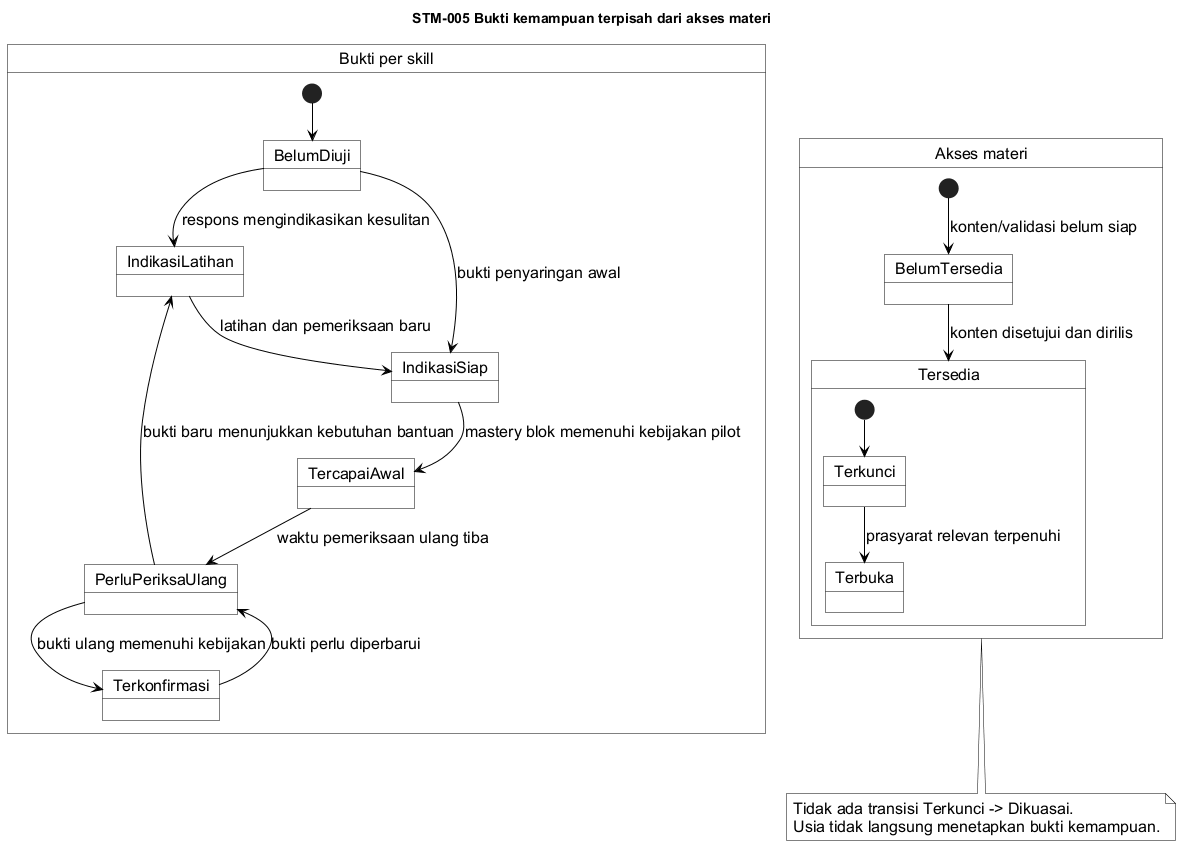 STM-005 Bukti kemampuan terpisah dari akses materi
Bukti per skill
BelumDiuji
respons mengindikasikan kesulitan
IndikasiLatihan
bukti penyaringan awal
latihan dan pemeriksaan baru
IndikasiSiap
bukti baru menunjukkan kebutuhan bantuan
mastery blok memenuhi kebijakan pilot
TercapaiAwal
waktu pemeriksaan ulang tiba
PerluPeriksaUlang
bukti ulang memenuhi kebijakan
bukti perlu diperbarui
Terkonfirmasi
Akses materi
konten/validasi belum siap
BelumTersedia
konten disetujui dan dirilis
Tersedia
Terkunci
prasyarat relevan terpenuhi
Terbuka
Tidak ada transisi Terkunci -> Dikuasai.
Usia tidak langsung menetapkan bukti kemampuan.